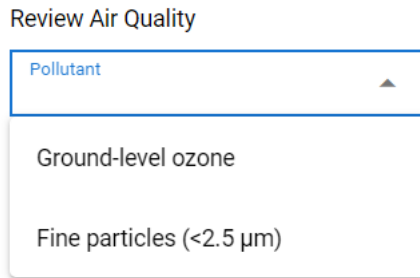 Review Air Quality
Pollutant
Ground-level ozone
Fine particles (<2.5 µm)